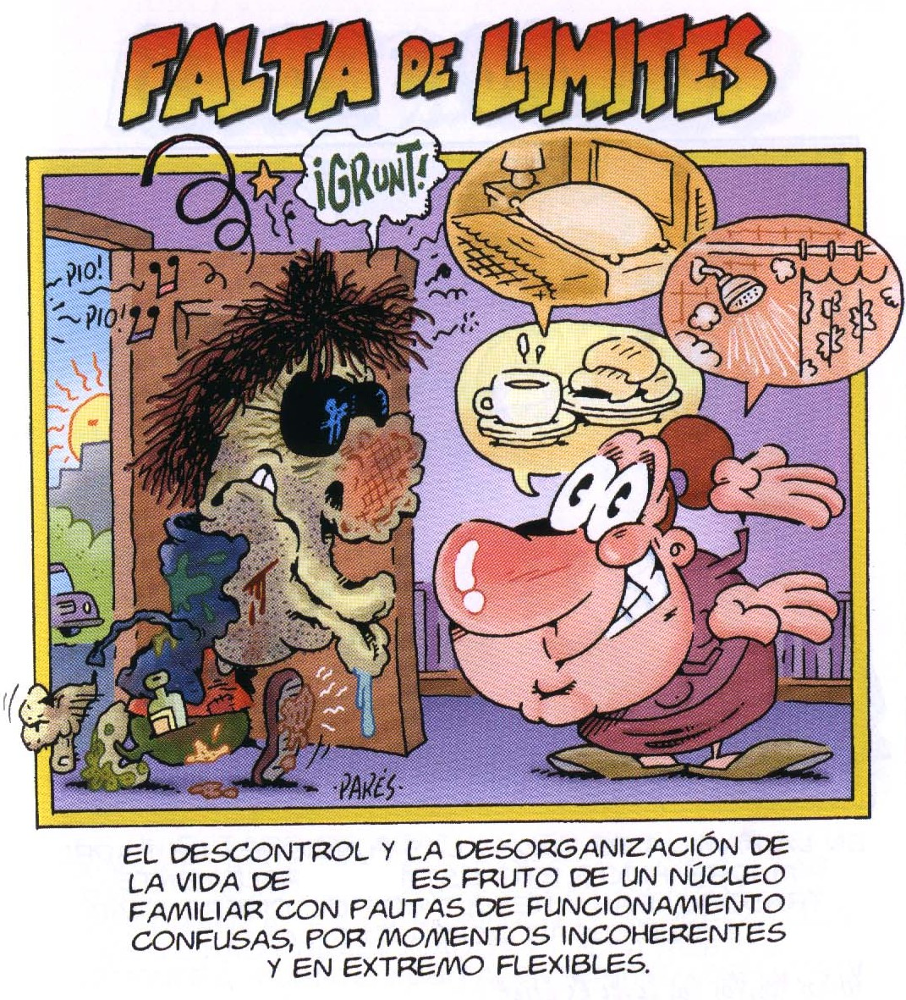 FALTA DE LIMITES
¡GRUNT!
PIO!
PIO!
·PARÉS·
EL DESCONTROL Y LA DESORGANIZACIÓN DE
LA VIDA DE ES FRUTO DE UN NÚCLEO
FAMILIAR CON PAUTAS DE FUNCIONAMIENTO
CONFUSAS, POR MOMENTOS INCOHERENTES
Y EN EXTREMO FLEXIBLES.